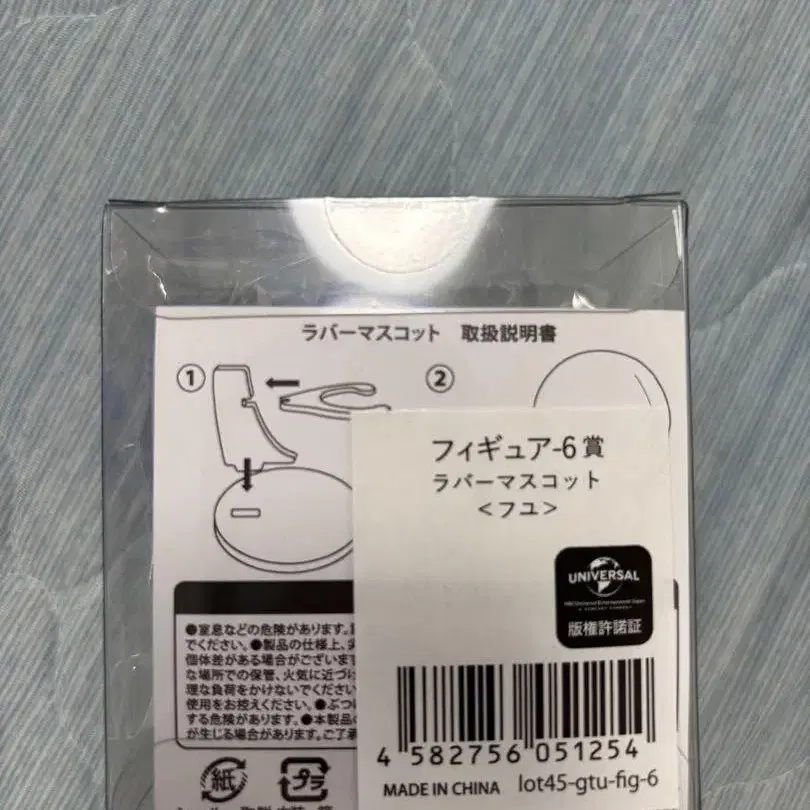 ラバーマスコット 取扱説明書
① ②
フィギュア-6賞
ラバーマスコット
<フユ>
UNIVERSAL
版権許諾証
●窒息などの危険があります。
でください。●製品の仕様上、
個体差がある場合がございます
な場所での保管、火気に近づけ
理な負荷をかけないでください
使用をお控えください。●ぶつ
する危険があります。●本製品
が生じる場合があります。ご了承
4 582756 051254
MADE IN CHINA lot45-gtu-fig-6
紙 プラ